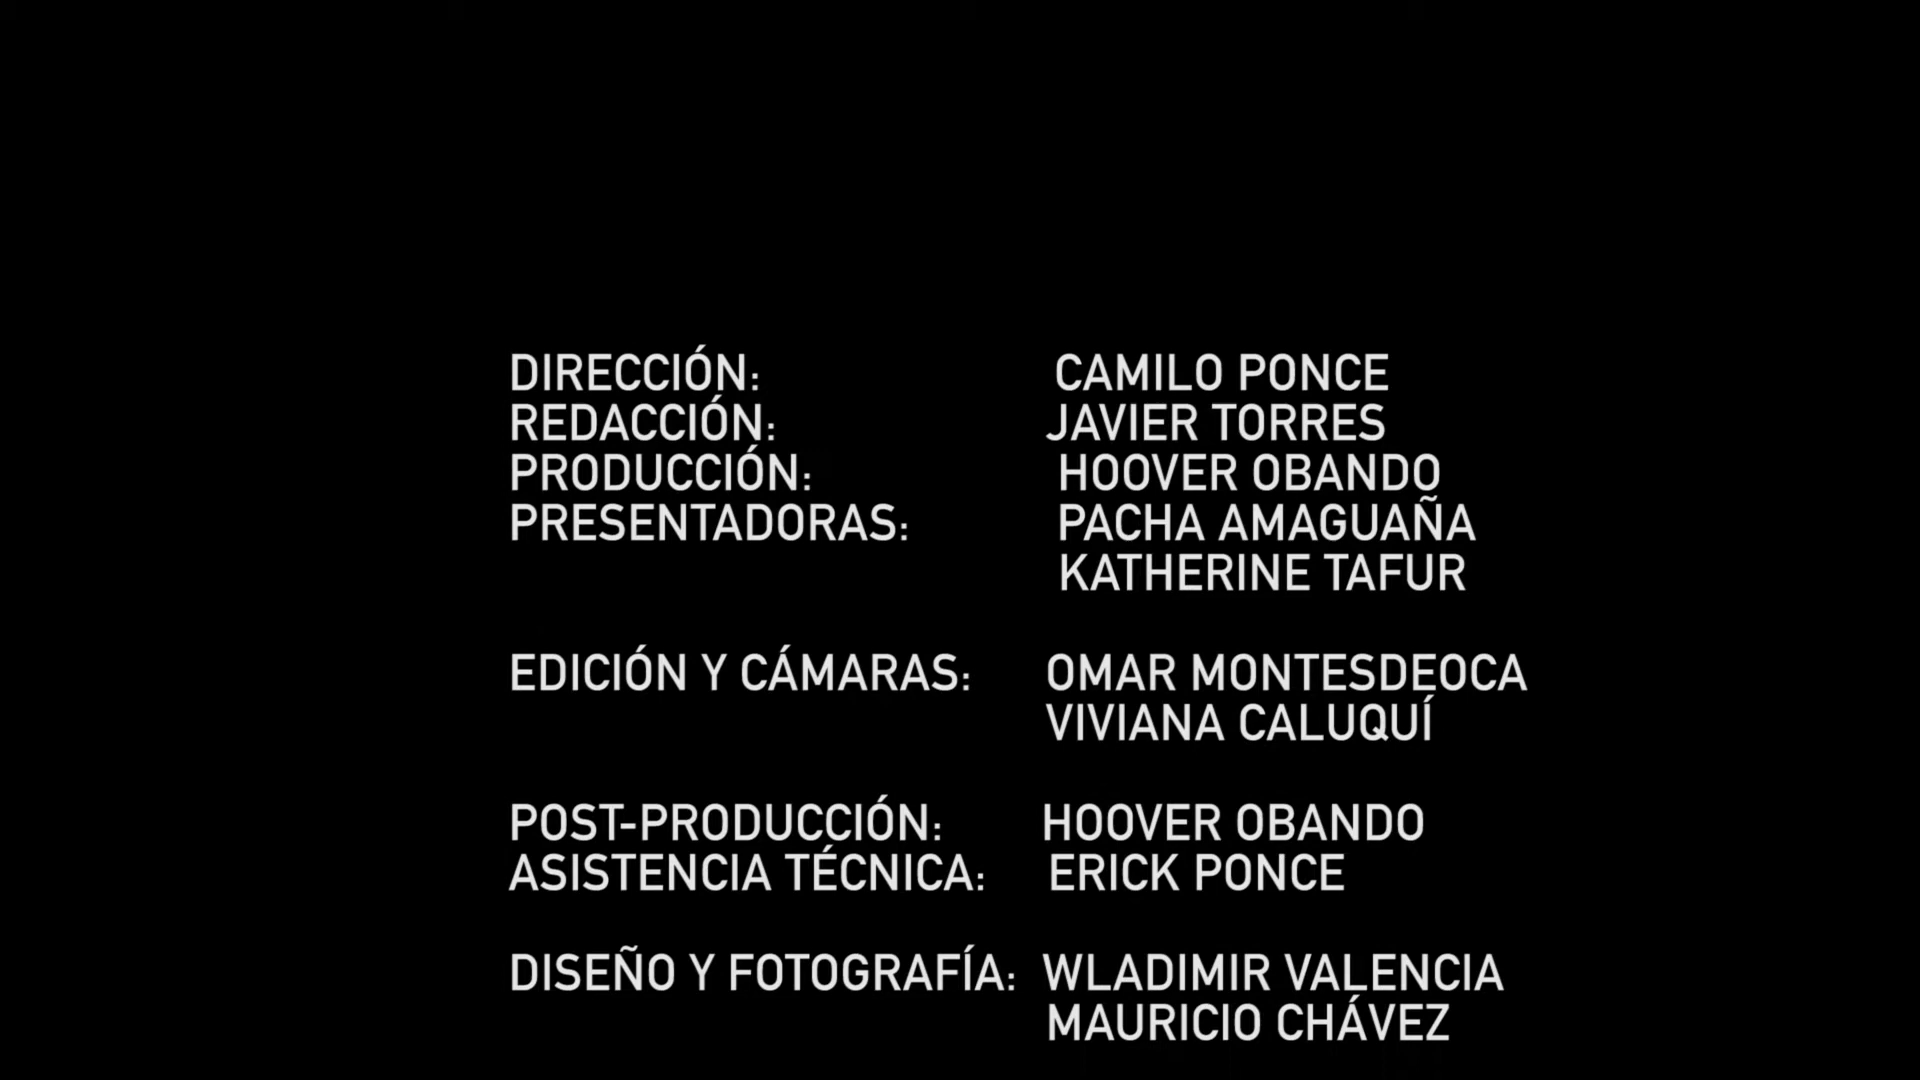 DIRECCIÓN: CAMILO PONCE
REDACCIÓN: JAVIER TORRES
PRODUCCIÓN: HOOVER OBANDO
PRESENTADORAS: PACHA AMAGUAÑA
KATHERINE TAFUR
EDICIÓN Y CÁMARAS: OMAR MONTESDEOCA
VIVIANA CALUQUÍ
POST-PRODUCCIÓN: HOOVER OBANDO
ASISTENCIA TÉCNICA: ERICK PONCE
DISEÑO Y FOTOGRAFÍA: WLADIMIR VALENCIA
MAURICIO CHÁVEZ